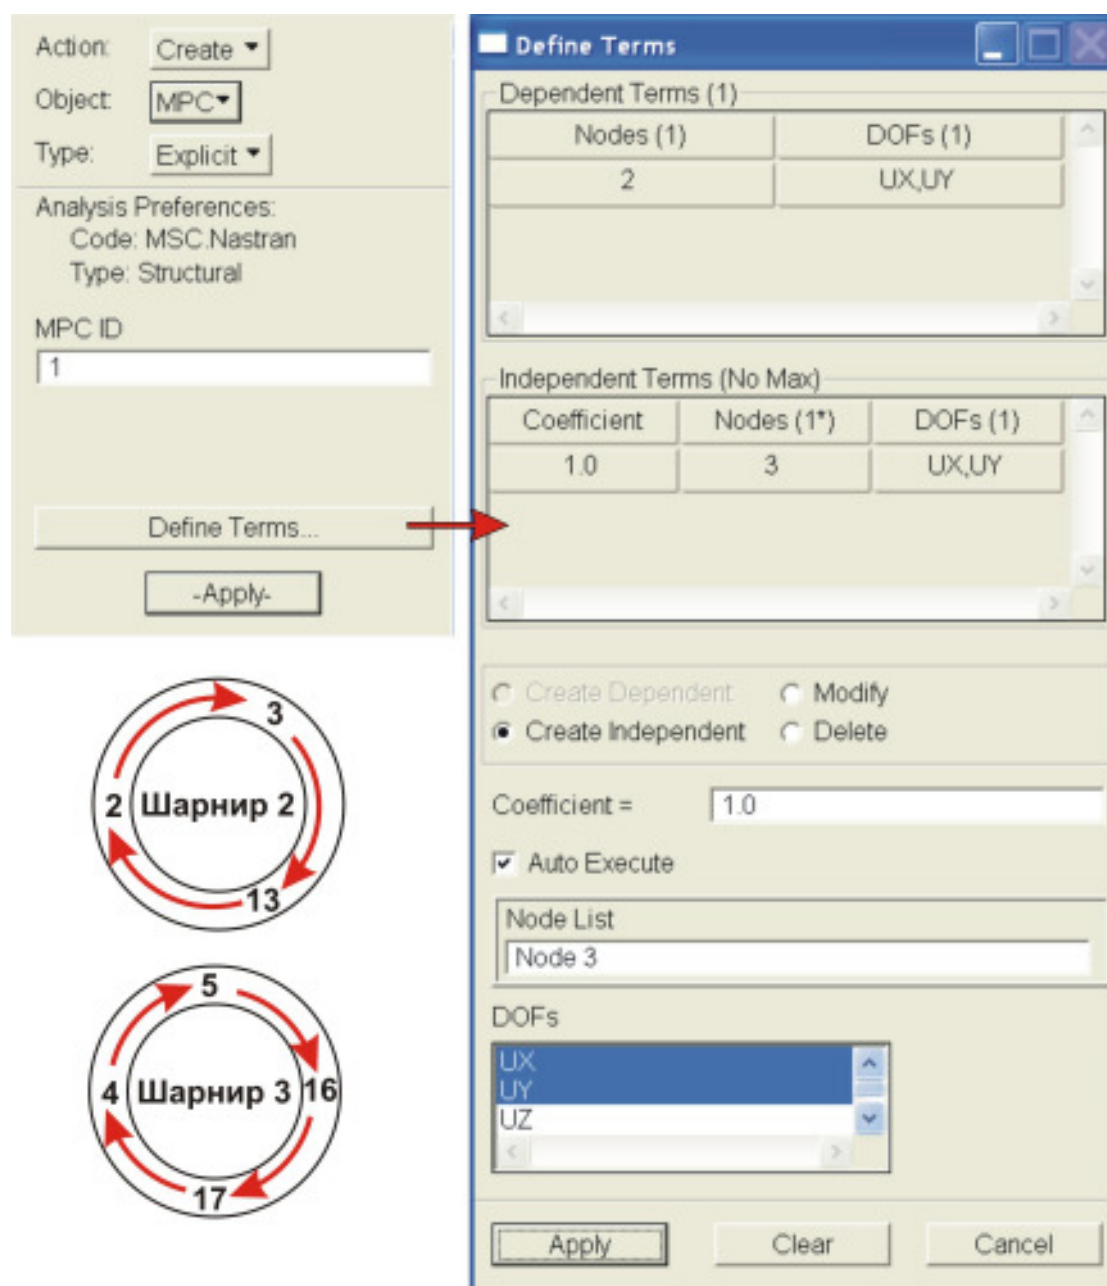 Action: Create
Object: MPC
Type: Explicit
Analysis Preferences:
Code: MSC.Nastran
Type: Structural
MPC ID
1
Define Terms...
-Apply-
3
2 Шарнир 2
13
5
4 Шарнир 3 16
17
Define Terms
Dependent Terms (1)
Nodes (1) DOFs (1)
2 UX,UY
Independent Terms (No Max)
Coefficient Nodes (1*) DOFs (1)
1.0 3 UX,UY
Create Dependent Modify
Create Independent Delete
Coefficient = 1.0
Auto Execute
Node List
Node 3
DOFs
UX
UY
UZ
Apply Clear Cancel